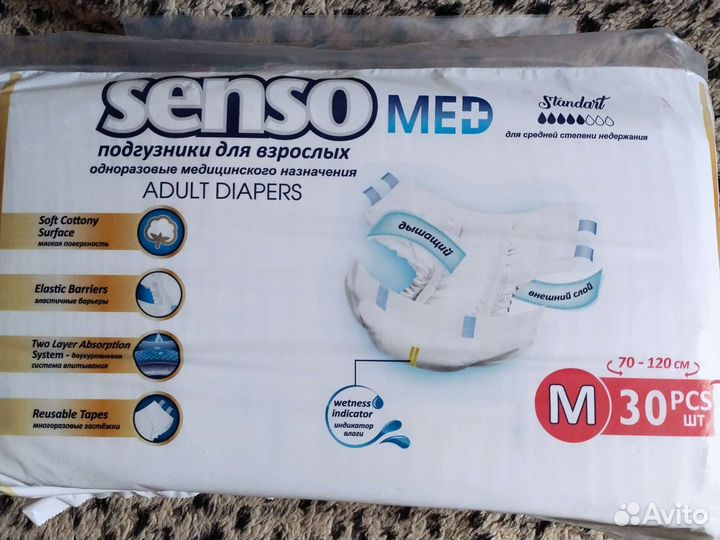 senso MED
Standart
для средней степени недержания
подгузники для взрослых
одноразовые медицинского назначения
ADULT DIAPERS
Soft Cottony
Surface
мягкая поверхность
Elastic Barriers
эластичные барьеры
Two Layer Absorption
System - двухуровневая
система впитывания
Reusable Tapes
многоразовые застёжки
дышащий
внешний слой
wetness
indicator
индикатор
влаги
70 - 120 см
M 30 PCS
ШТ
Avito